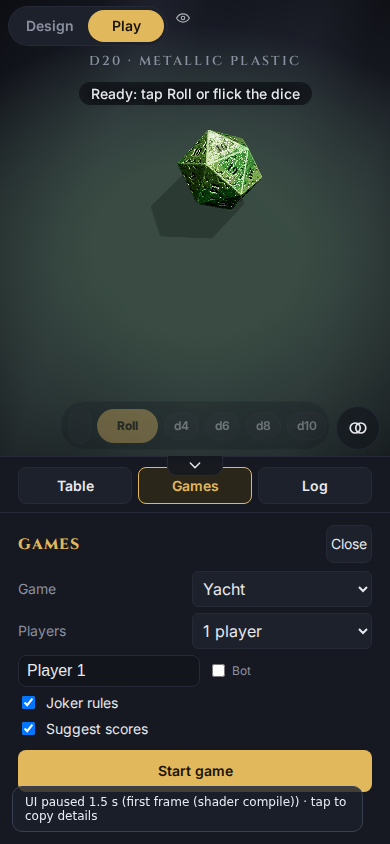 Design
Play
D20 · METALLIC PLASTIC
Ready: tap Roll or flick the dice
Roll
d4
d6
d8
d10
Table
Games
Log
GAMES
Close
Game
Yacht
Players
1 player
Player 1
Bot
Joker rules
Suggest scores
Start game
UI paused 1.5 s (first frame (shader compile)) · tap to
copy details